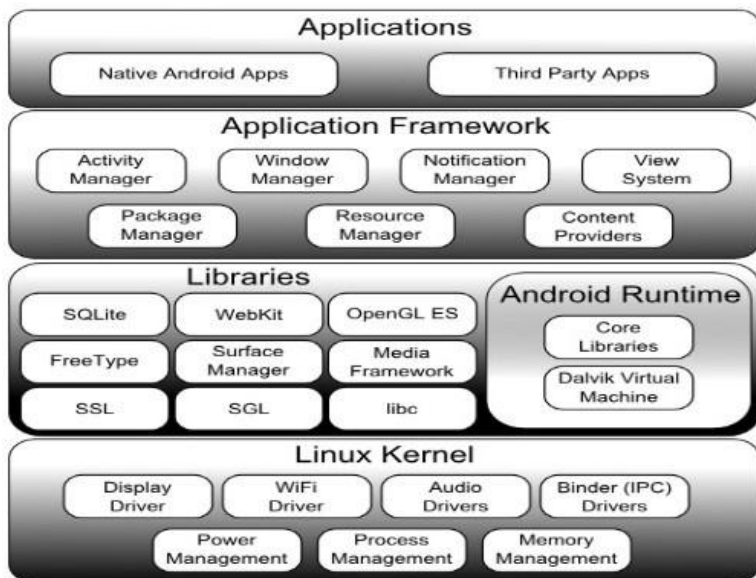 Applications
Native Android Apps
Third Party Apps
Application Framework
Activity
Manager
Window
Manager
Notification
Manager
View
System
Package
Manager
Resource
Manager
Content
Providers
Libraries
SQLite
WebKit
OpenGL ES
FreeType
Surface
Manager
Media
Framework
SSL
SGL
libc
Android Runtime
Core
Libraries
Dalvik Virtual
Machine
Linux Kernel
Display
Driver
WiFi
Driver
Audio
Drivers
Binder (IPC)
Drivers
Power
Management
Process
Management
Memory
Management